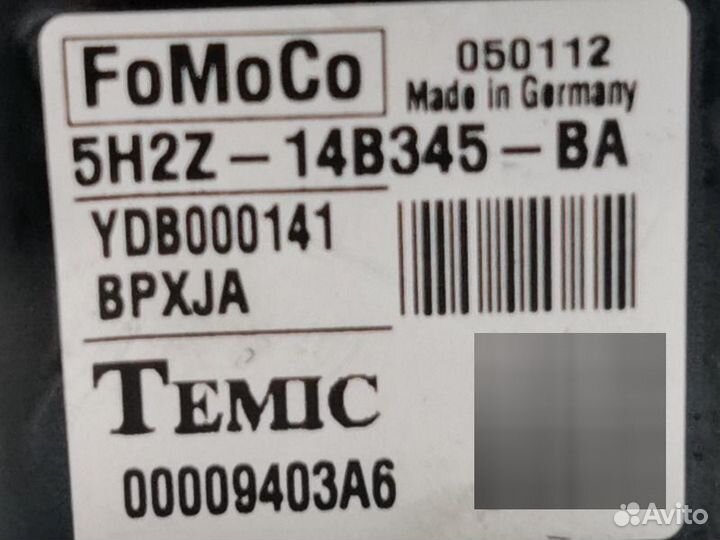 FoMoCo
050112
Made in Germany
5H2Z-14B345-BA
YDB000141
BPXJA
TEMIC
00009403A6
Avito